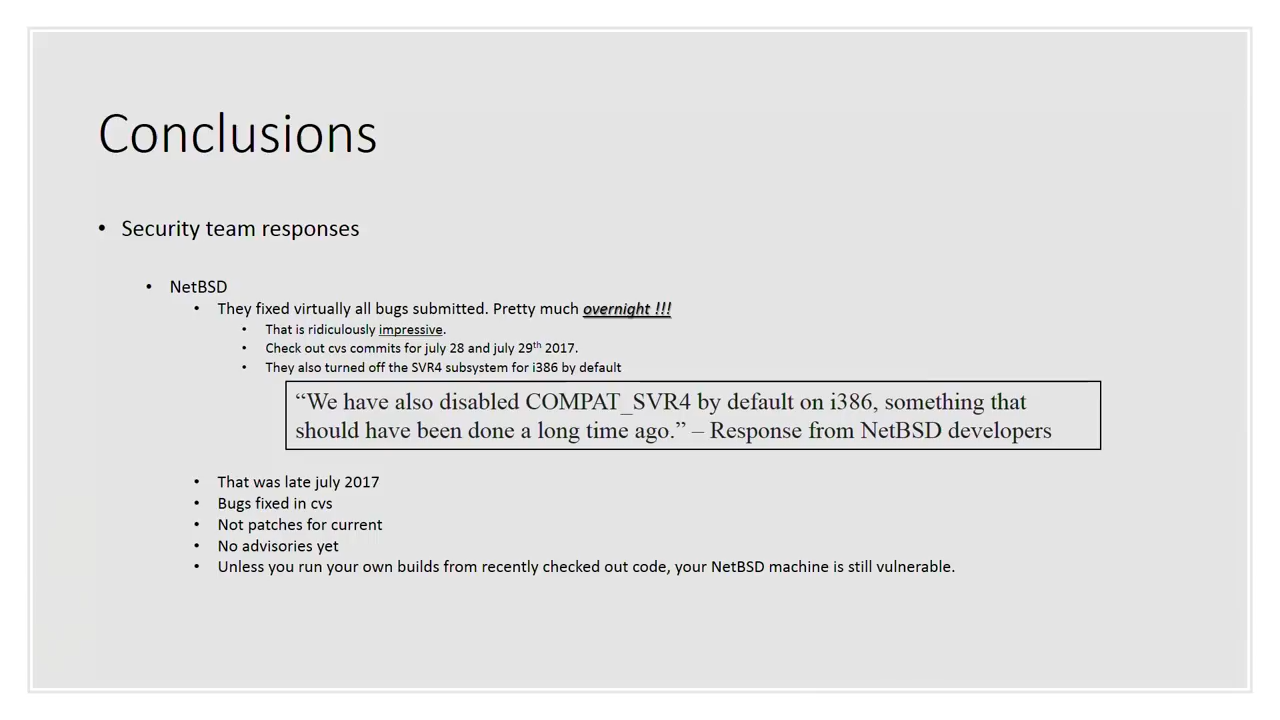 Conclusions
• Security team responses
• NetBSD
• They fixed virtually all bugs submitted. Pretty much overnight !!!
• That is ridiculously impressive.
• Check out cvs commits for july 28 and july 29th 2017.
• They also turned off the SVR4 subsystem for i386 by default
“We have also disabled COMPAT_SVR4 by default on i386, something that
should have been done a long time ago.” – Response from NetBSD developers
• That was late july 2017
• Bugs fixed in cvs
• Not patches for current
• No advisories yet
• Unless you run your own builds from recently checked out code, your NetBSD machine is still vulnerable.